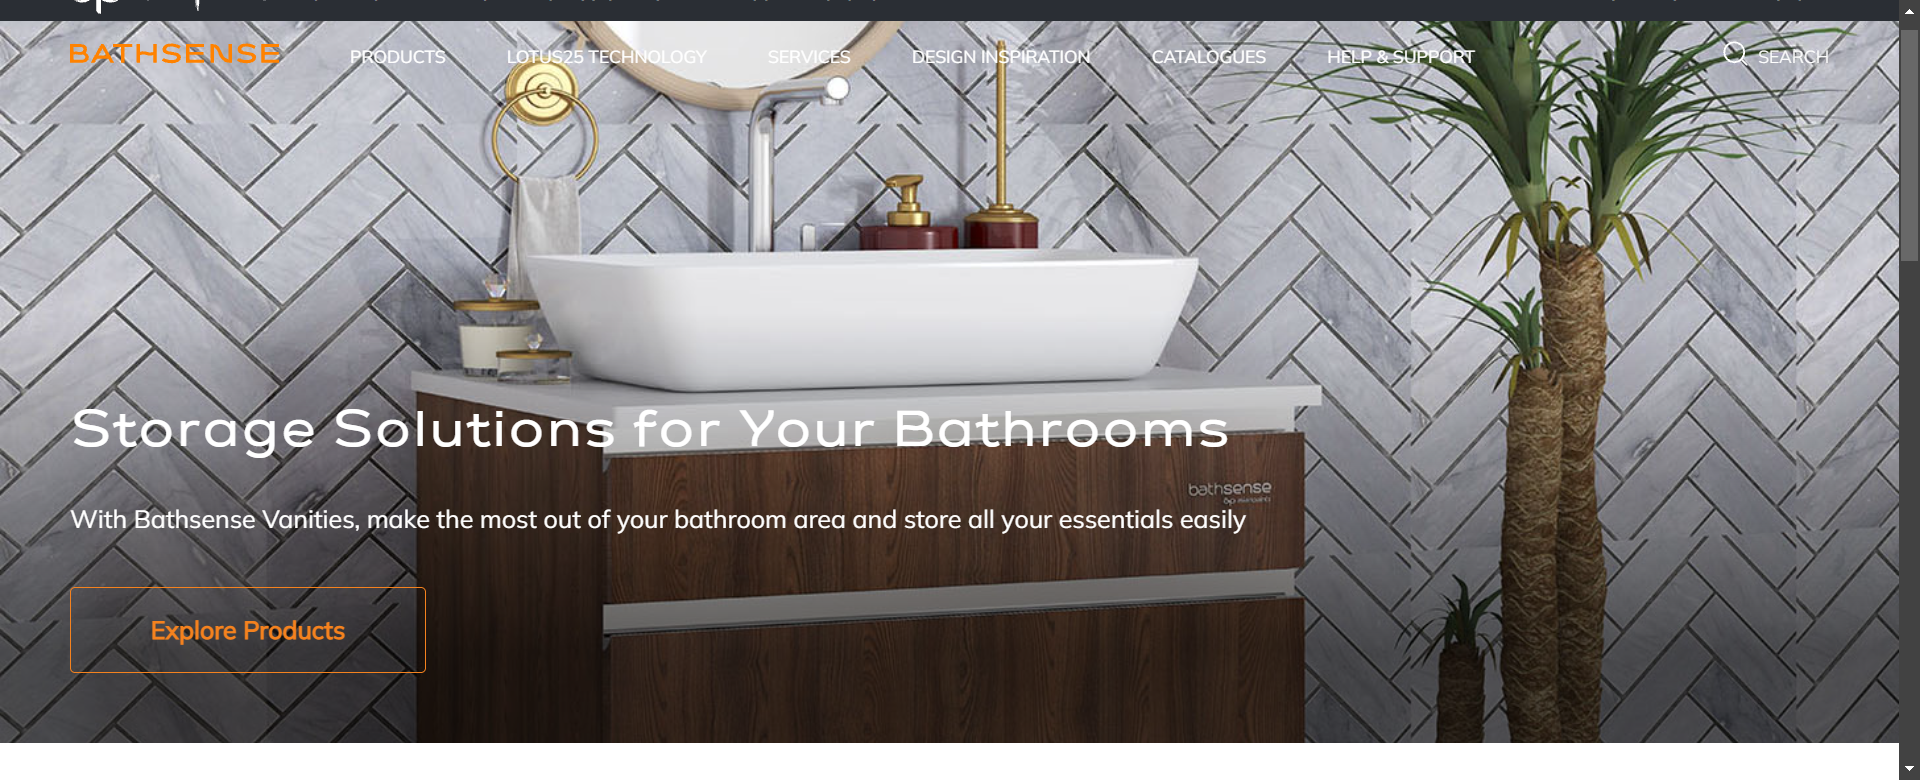 BATHSENSE
PRODUCTS
LOTUS25 TECHNOLOGY
SERVICES
DESIGN INSPIRATION
CATALOGUES
HELP & SUPPORT
SEARCH
Storage Solutions for Your Bathrooms
bathsense
With Bathsense Vanities, make the most out of your bathroom area and store all your essentials easily
Explore Products